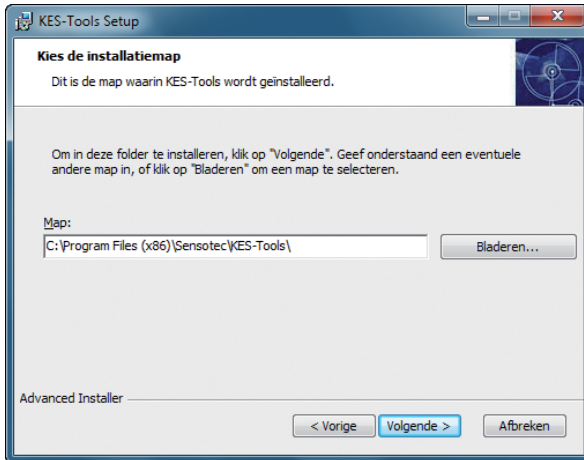 KES-Tools Setup
Kies de installatiemap
Dit is de map waarin KES-Tools wordt geïnstalleerd.
Om in deze folder te installeren, klik op "Volgende". Geef onderstaand een eventuele
andere map in, of klik op "Bladeren" om een map te selecteren.
Map:
C:\Program Files (x86)\Sensotec\KES-Tools\
Bladeren...
Advanced Installer
< Vorige
Volgende >
Afbreken